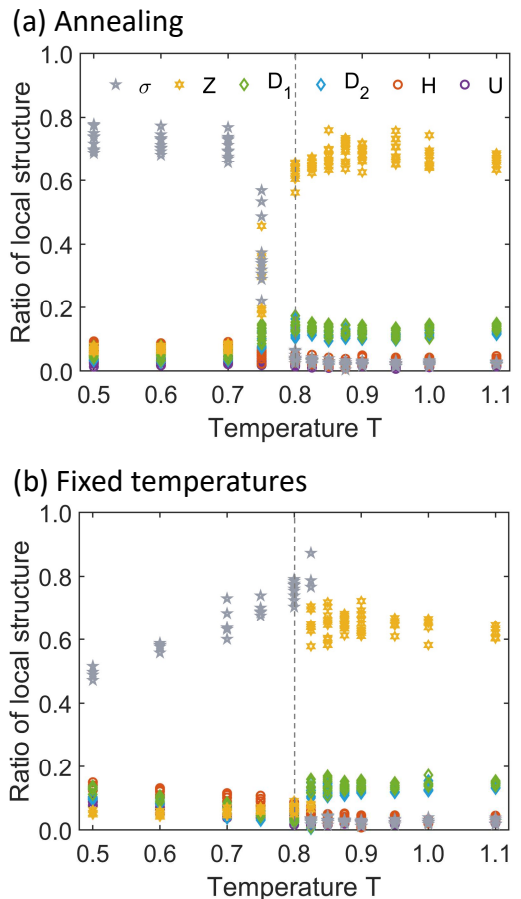 (a) Annealing
σ Z D1 D2 H U
Ratio of local structure
1.0
0.8
0.6
0.4
0.2
0.0
0.5 0.6 0.7 0.8 0.9 1.0 1.1
Temperature T
(b) Fixed temperatures
Ratio of local structure
1.0
0.8
0.6
0.4
0.2
0.0
0.5 0.6 0.7 0.8 0.9 1.0 1.1
Temperature T